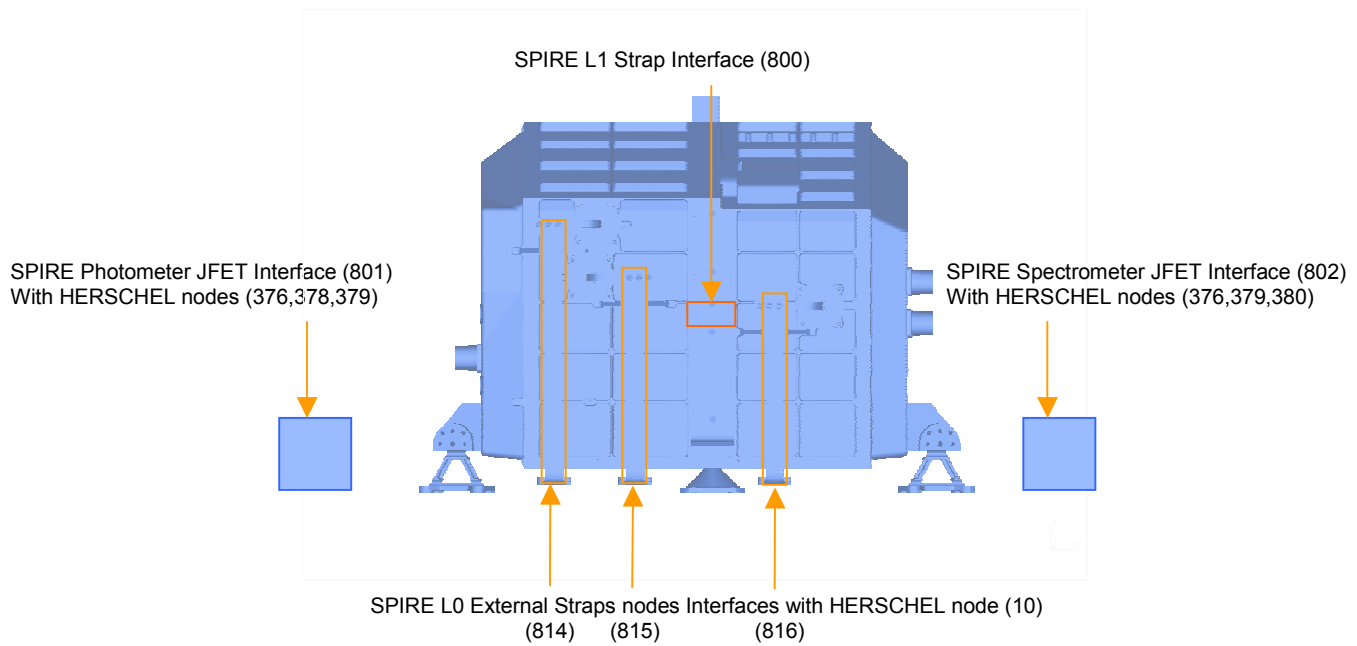 SPIRE L1 Strap Interface (800)
SPIRE Photometer JFET Interface (801)
With HERSCHEL nodes (376,378,379)
SPIRE Spectrometer JFET Interface (802)
With HERSCHEL nodes (376,379,380)
SPIRE L0 External Straps nodes Interfaces with HERSCHEL node (10)
(814) (815) (816)